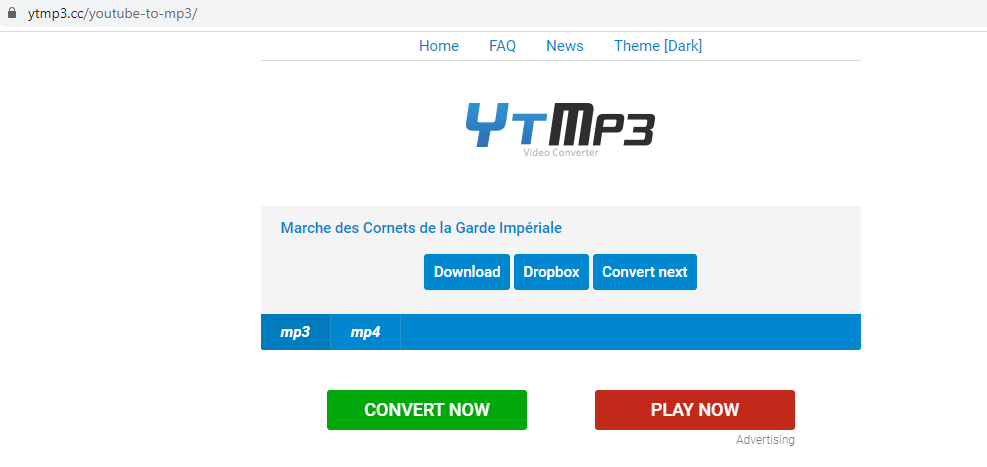 ytmp3.cc/youtube-to-mp3/
Home FAQ News Theme [Dark]
YTMP3
Video Converter
Marche des Cornets de la Garde Impériale
Download Dropbox Convert next
mp3 mp4
CONVERT NOW PLAY NOW
Advertising